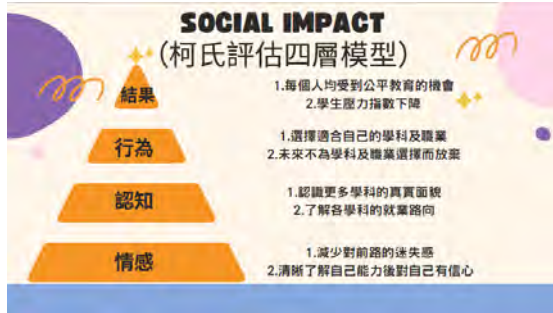 SOCIAL IMPACT
(柯氏評估四層模型)
結果
1.每個人均受到公平教育的機會
2.學生壓力指數下降
行為
1.選擇適合自己的學科及職業
2.未來不為學科及職業選擇而放棄
認知
1.認識更多學科的真實面貌
2.了解各學科的就業路向
情感
1.減少對前路的迷失感
2.清晰了解自己能力後對自己有信心